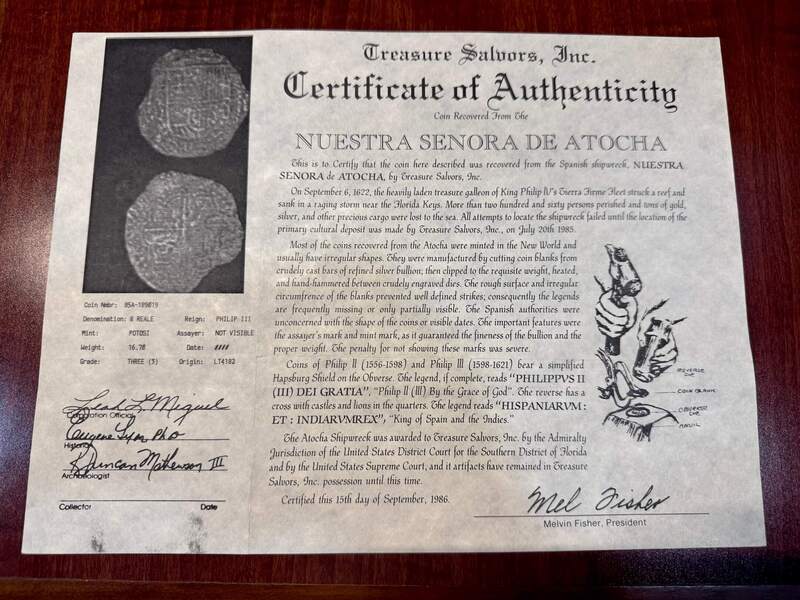 Treasure Salvors, Inc.
Certificate of Authenticity
Coin Recovered From The
NUESTRA SENORA DE ATOCHA
This is to Certify that the coin here described was recovered from the Spanish shipwreck, NUESTRA
SENORA de ATOCHA, by Treasure Salvors, Inc.
On September 6, 1622, the heavily laden treasure galleon of King Philip IV's Tierra Firme Fleet struck a reef and
sank in a raging storm near the Florida Keys. More than two hundred and sixty persons perished and tons of gold,
silver, and other precious cargo were lost to the sea. All attempts to locate the shipwreck failed until the location of the
primary cultural deposit was made by Treasure Salvors, Inc., on July 20th 1985.
Most of the coins recovered from the Atocha were minted in the New World and
usually have irregular shapes. They were manufactured by cutting coin blanks from
crudely cast bars of refined silver bullion; then clipped to the requisite weight, heated,
and hand-hammered between crudely engraved dies. The rough surface and irregular
circumference of the blanks prevented well defined strikes; consequently the legends
are frequently missing or only partially visible. The Spanish authorities were
unconcerned with the shape of the coins or visible dates. The important features were
the assayer's mark and mint mark, as it guaranteed the fineness of the bullion and the
proper weight. The penalty for not showing these marks was severe.
Coins of Philip II (1556-1598) and Philip III (1598-1621) bear a simplified
Hapsburg Shield on the Obverse. The legend, if complete, reads "PHILIPPVS II
(III) DEI GRATIA", "Philip II (III) By the Grace of God". The reverse has a
cross with castles and lions in the quarters. The legend reads "HISPANIARVM :
ET : INDIARVMREX", "King of Spain and the Indies."
The Atocha Shipwreck was awarded to Treasure Salvors, Inc. by the Admiralty
Jurisdiction of the United States District Court for the Southern District of Florida
and by the United States Supreme Court, and it artifacts have remained in Treasure
Salvors, Inc. possession until this time.
Certified this 15th day of September, 1986.
Mel Fisher
Melvin Fisher, President
REVERSE
DIE
COIN BLANK
OBVERSE
DIE
ANVIL
Coin Nmbr: 85A-189019
Denomination: 8 REALE Reign: PHILIP III
Mint: POTOSI Assayer: NOT VISIBLE
Weight: 16.70 Date: ////
Grade: THREE (3) Origin: LT4182
Leah L Miguel
Corporation Official
Eugene Lyon PhD
Historian
R Duncan Mathewson III
Archaeologist
Collector Date